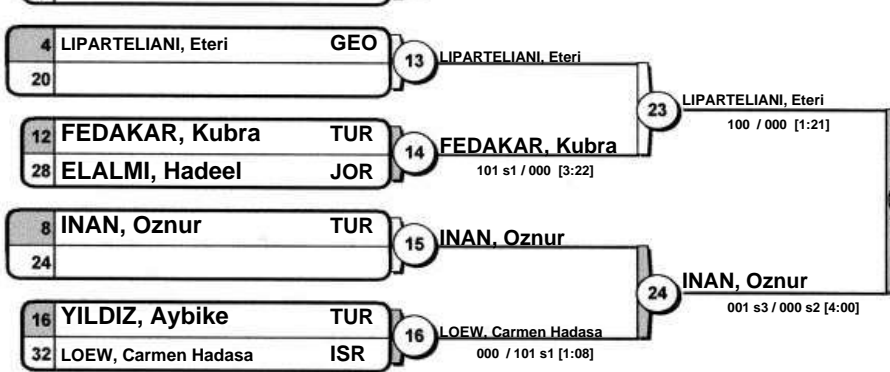 4 LIPARTELIANI, Eteri GEO
20
13 LIPARTELIANI, Eteri
23 LIPARTELIANI, Eteri
100 / 000 [1:21]
12 FEDAKAR, Kubra TUR
28 ELALMI, Hadeel JOR
14 FEDAKAR, Kubra
101 s1 / 000 [3:22]
8 INAN, Oznur TUR
24
15 INAN, Oznur
24 INAN, Oznur
001 s3 / 000 s2 [4:00]
16 YILDIZ, Aybike TUR
32 LOEW, Carmen Hadasa ISR
16 LOEW, Carmen Hadasa
000 / 101 s1 [1:08]